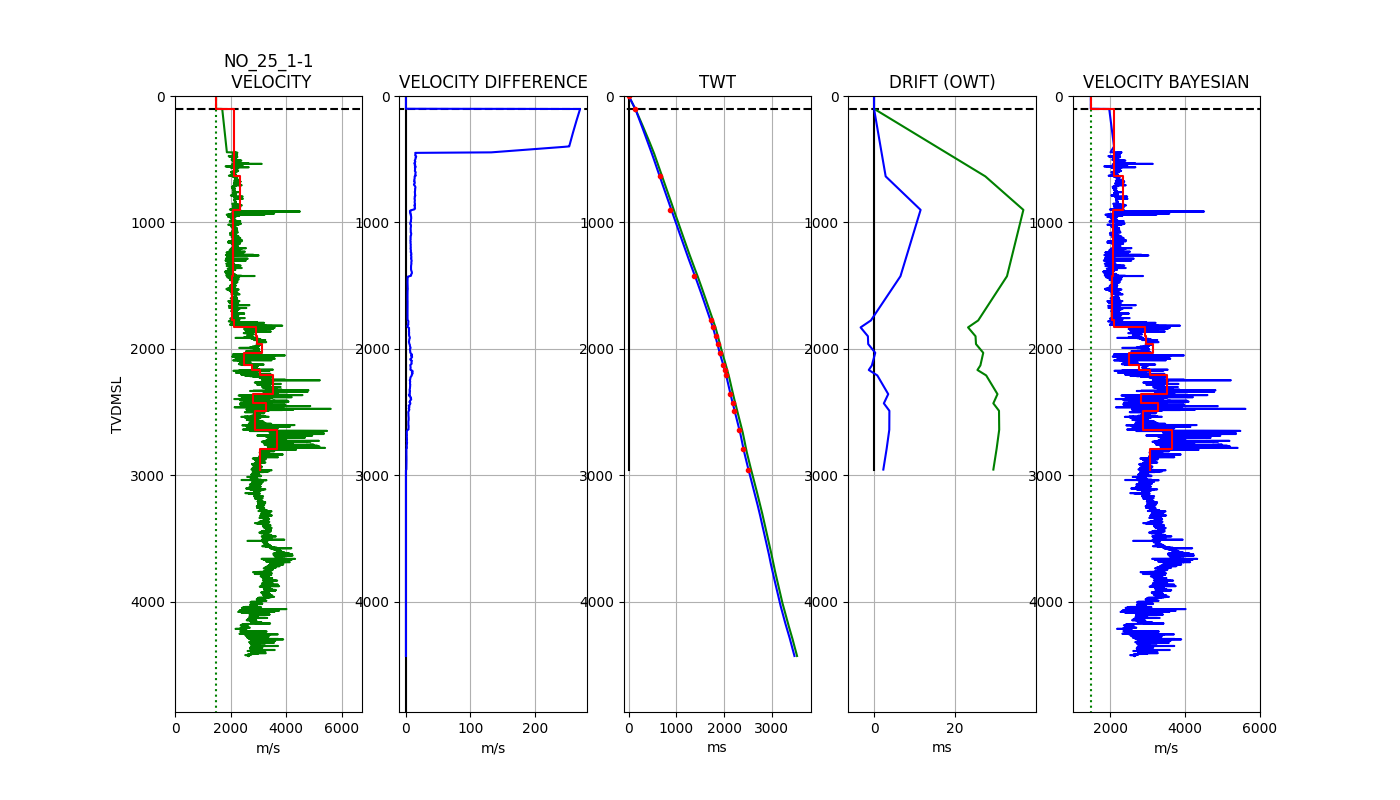 NO_25_1-1
VELOCITY
VELOCITY DIFFERENCE
TWT
DRIFT (OWT)
VELOCITY BAYESIAN
TVDMSL
0
1000
2000
3000
4000
0
1000
2000
3000
4000
0
1000
2000
3000
4000
0
1000
2000
3000
4000
0
1000
2000
3000
4000
0 2000 4000 6000
m/s
0 100 200
m/s
0 1000 2000 3000
ms
0 20
ms
2000 4000 6000
m/s